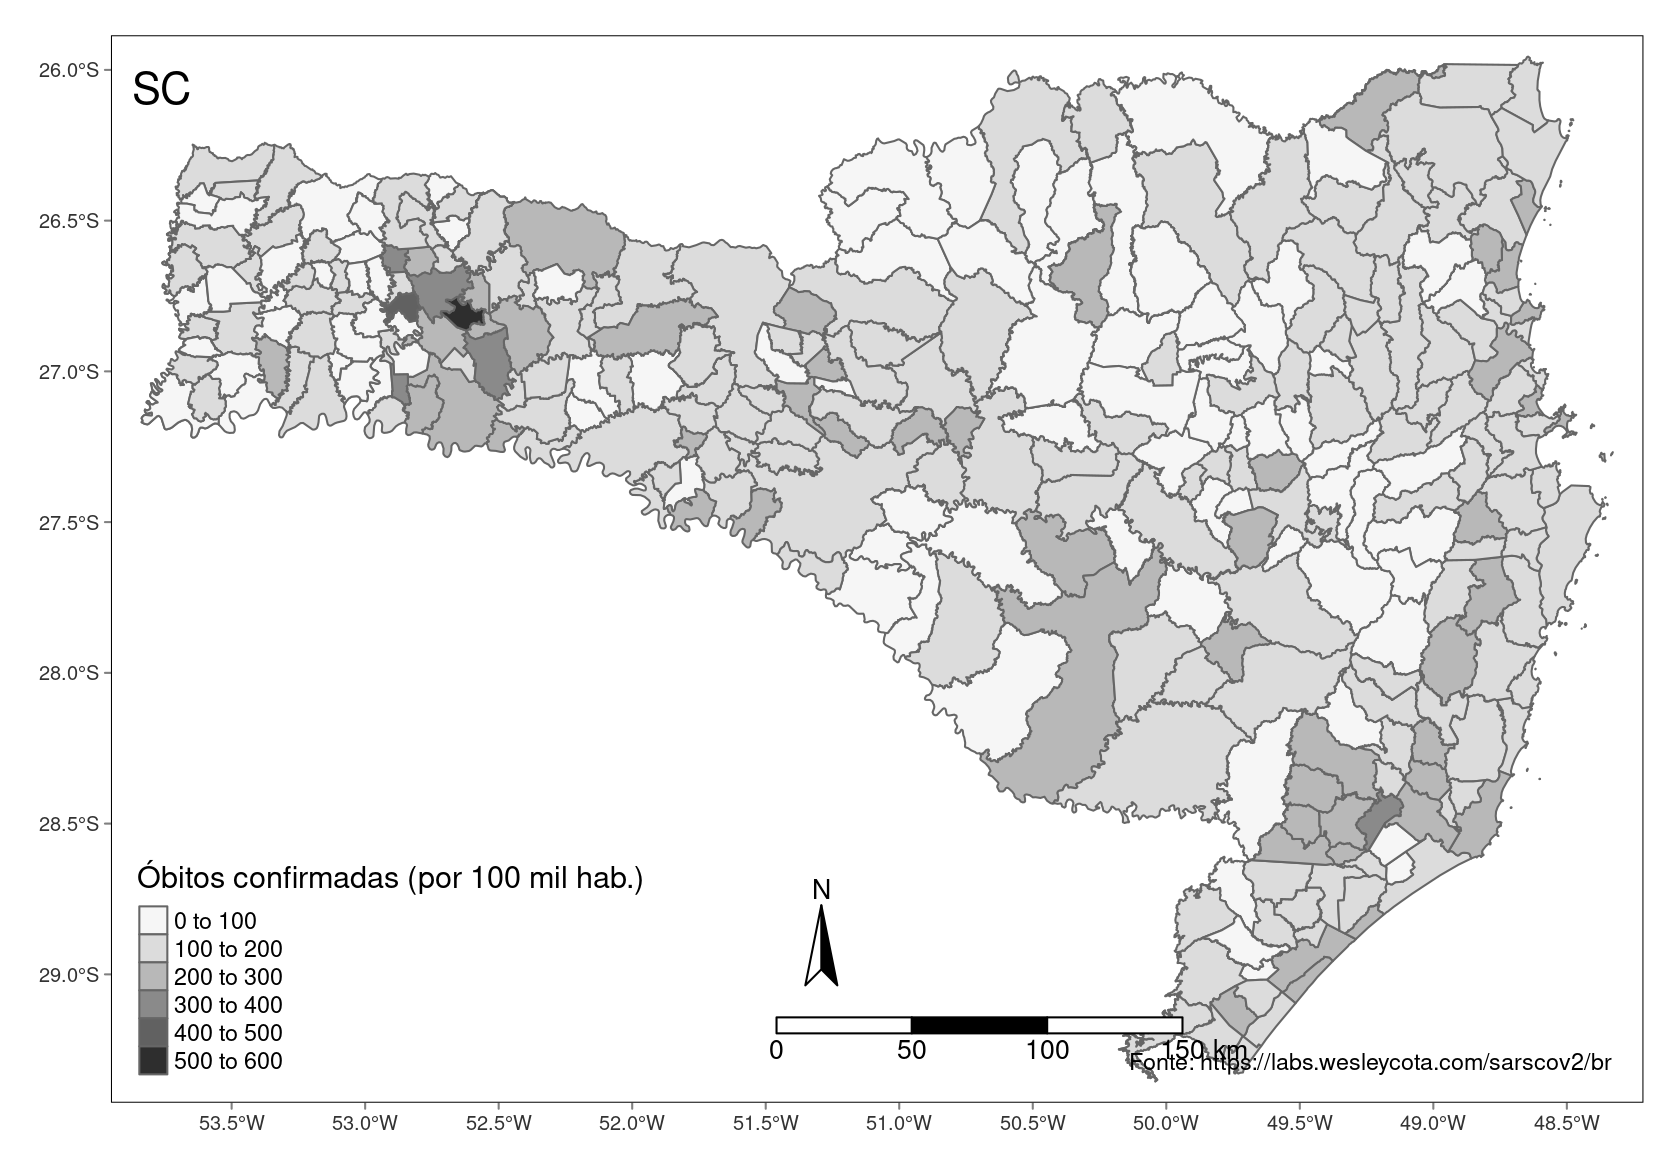 SC
26.0°S
26.5°S
27.0°S
27.5°S
28.0°S
28.5°S
29.0°S
Óbitos confirmadas (por 100 mil hab.)
0 to 100
100 to 200
200 to 300
300 to 400
400 to 500
500 to 600
N
0 50 100 150 km
Fonte: https://labs.wesleycota.com/sarscov2/br
53.5°W 53.0°W 52.5°W 52.0°W 51.5°W 51.0°W 50.5°W 50.0°W 49.5°W 49.0°W 48.5°W